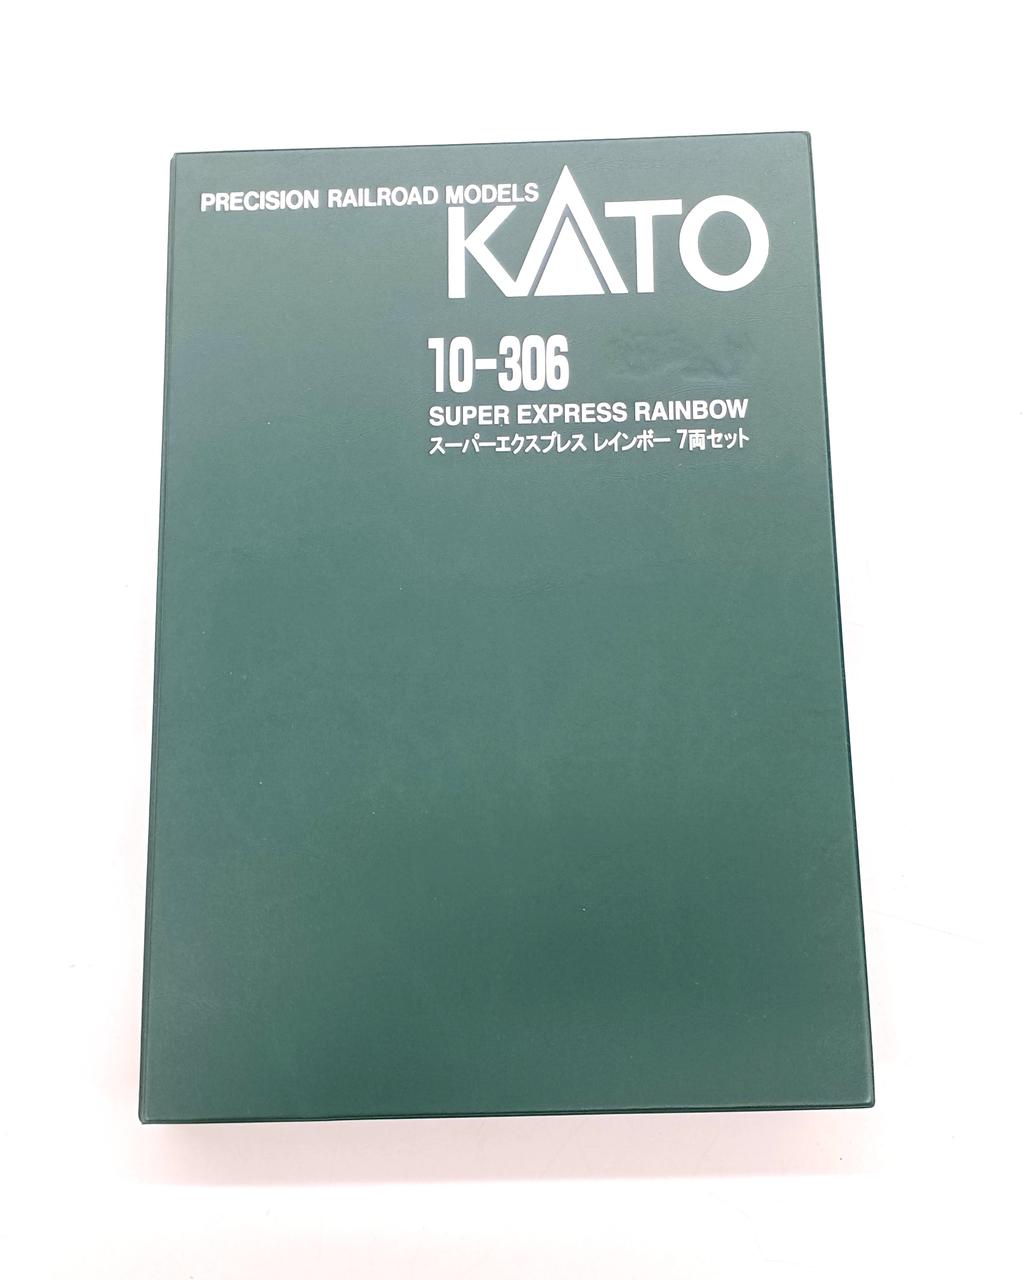 PRECISION RAILROAD MODELS
KATO
10-306
SUPER EXPRESS RAINBOW
スーパーエクスプレス レインボー 7両セット